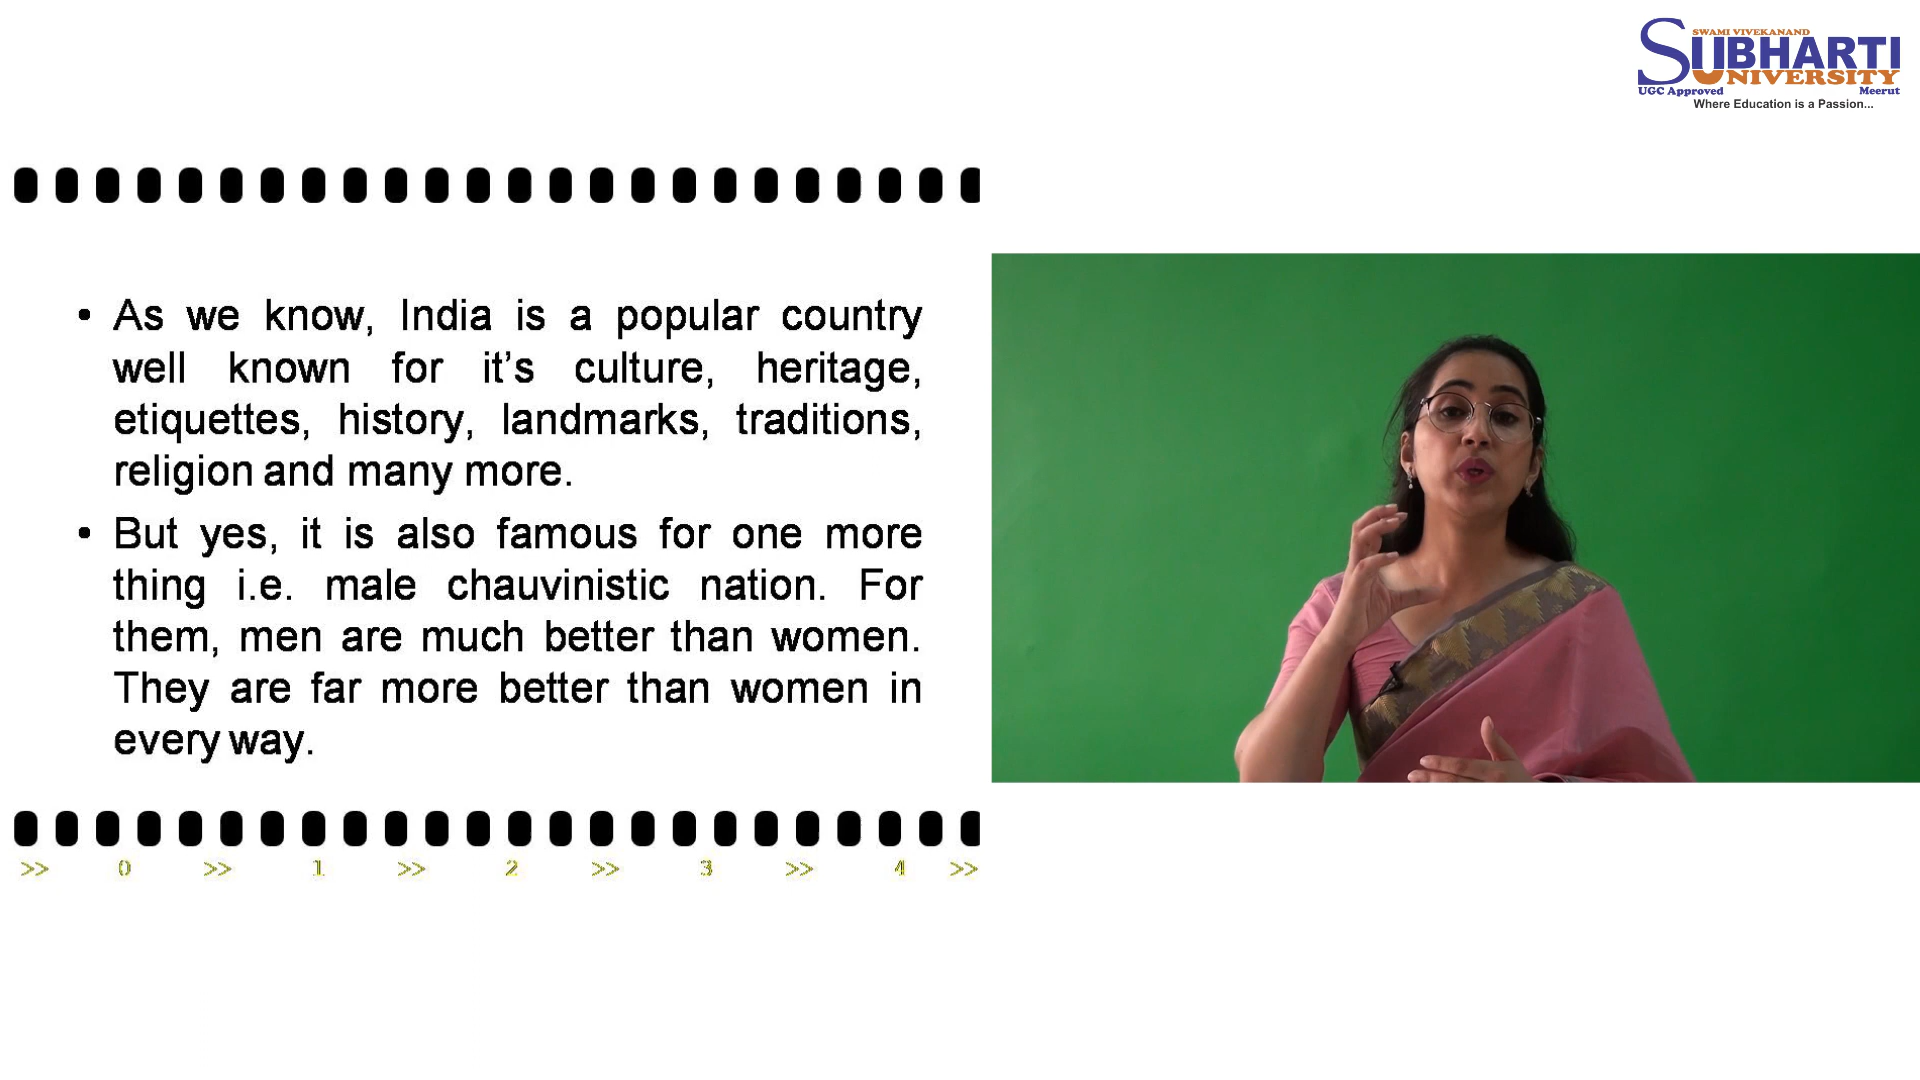 SWAMI VIVEKANAND
SUBHARTI
UNIVERSITY
UGC Approved Meerut
Where Education is a Passion...
• As we know, India is a popular country
well known for it’s culture, heritage,
etiquettes, history, landmarks, traditions,
religion and many more.
• But yes, it is also famous for one more
thing i.e. male chauvinistic nation. For
them, men are much better than women.
They are far more better than women in
every way.
>> 0 >> 1 >> 2 >> 3 >> 4 >>